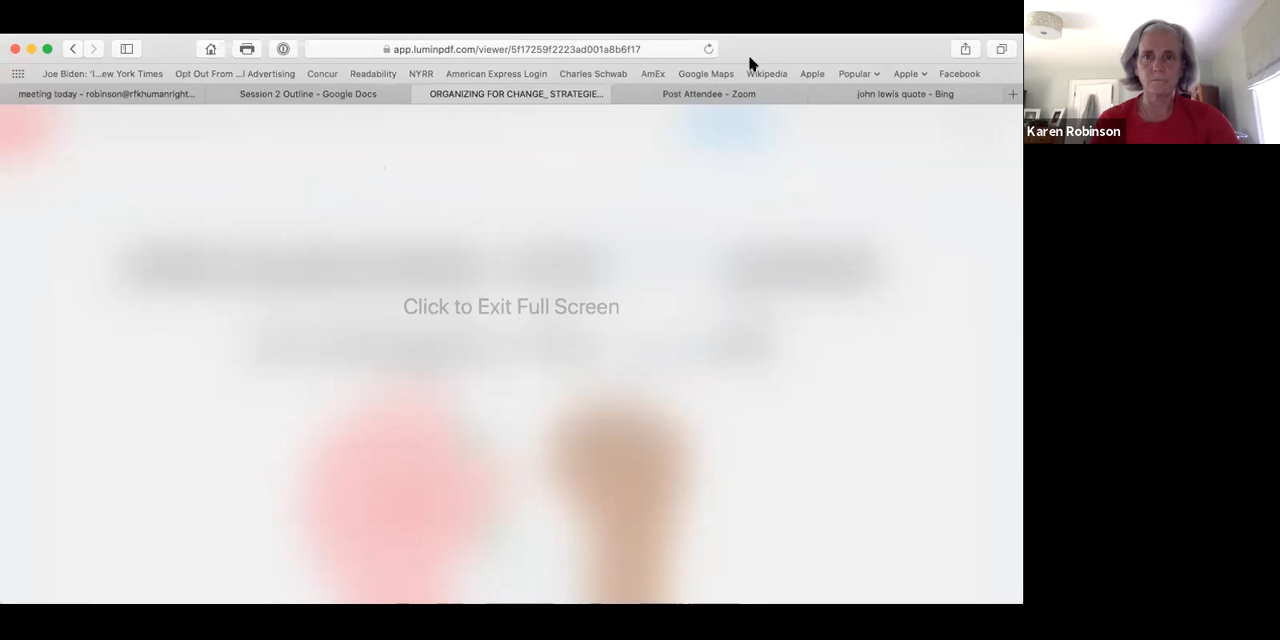 app.luminpdf.com/viewer/5f17259f2223ad001a8b6f17
Joe Biden: 'I...ew York Times Opt Out From ...l Advertising Concur Readability NYRR American Express Login Charles Schwab AmEx Google Maps Wikipedia Apple Popular Apple Facebook
meeting today - robinson@rfkhumanright... Session 2 Outline - Google Docs ORGANIZING FOR CHANGE_ STRATEGIE... Post Attendee - Zoom john lewis quote - Bing
Karen Robinson
Click to Exit Full Screen